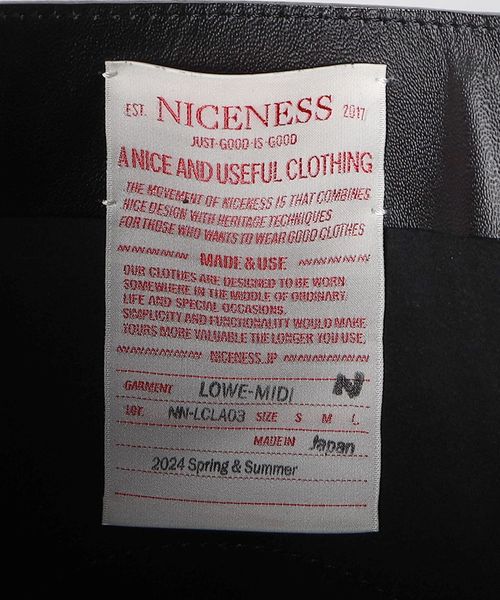 EST. NICENESS 2017
JUST·GOOD·IS·GOOD
A NICE AND USEFUL CLOTHING
THE MOVEMENT OF NICENESS IS THAT COMBINES
NICE DESIGN WITH HERITAGE TECHNIQUES
FOR THOSE WHO WANTS TO WEAR GOOD CLOTHES
MADE & USE
OUR CLOTHES ARE DESIGNED TO BE WORN
SOMEWHERE IN THE MIDDLE OF ORDINARY
LIFE AND SPECIAL OCCASIONS.
SIMPLICITY AND FUNCTIONALITY WOULD MAKE
YOURS MORE VALUABLE THE LONGER YOU USE.
NICENESS.JP
GARMENT LOWE-MIDI N
LOT. NN-LCLA03 SIZE S M L
MADE IN Japan
2024 Spring & Summer